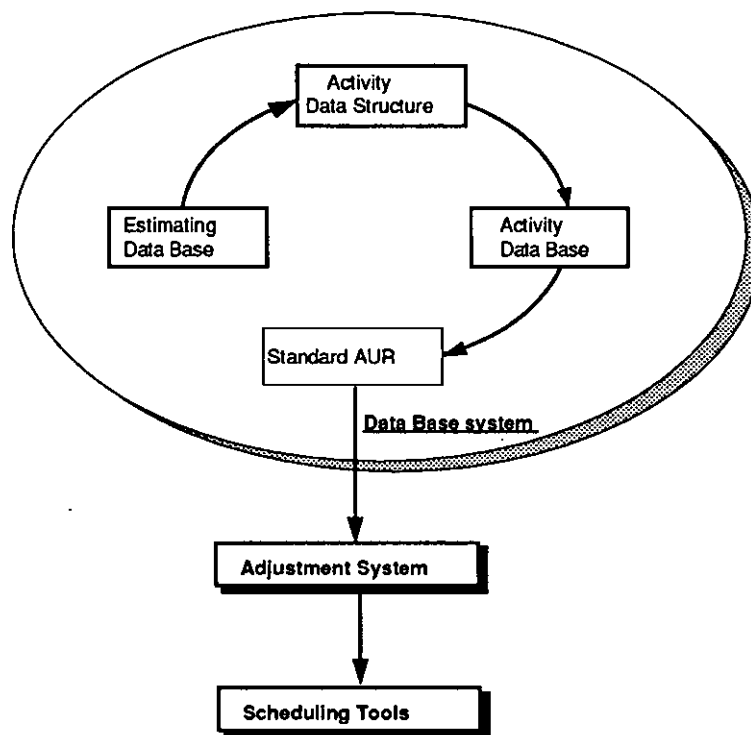 Activity
Data Structure
Estimating
Data Base
Activity
Data Base
Standard AUR
Data Base system
Adjustment System
Scheduling Tools